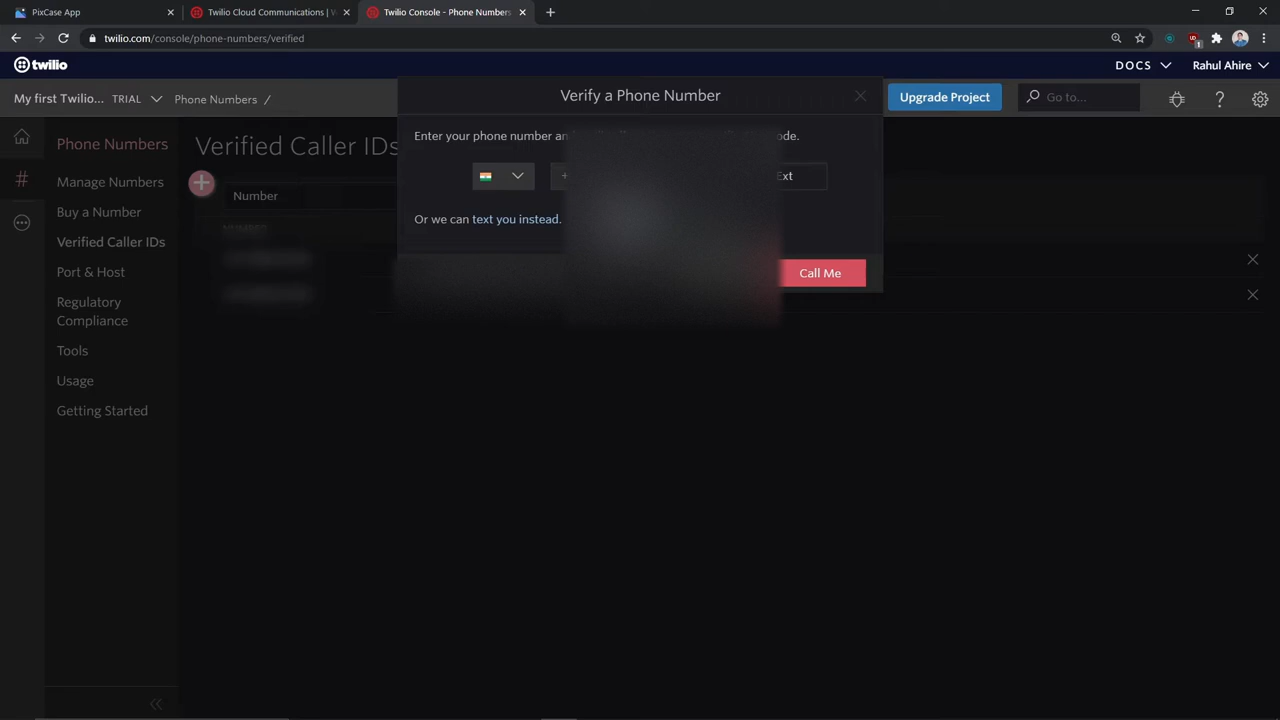 PixCase App
Twilio Cloud Communications | W
Twilio Console - Phone Numbers
twilio.com/console/phone-numbers/verified
twilio
DOCS
Rahul Ahire
My first Twilio...
TRIAL
Phone Numbers /
Verify a Phone Number
Upgrade Project
Go to...
Phone Numbers
Verified Caller IDs
Enter your phone number an
ode.
Manage Numbers
Number
+
Ext
Buy a Number
Or we can text you instead.
Verified Caller IDs
Port & Host
Call Me
Regulatory
Compliance
Tools
Usage
Getting Started